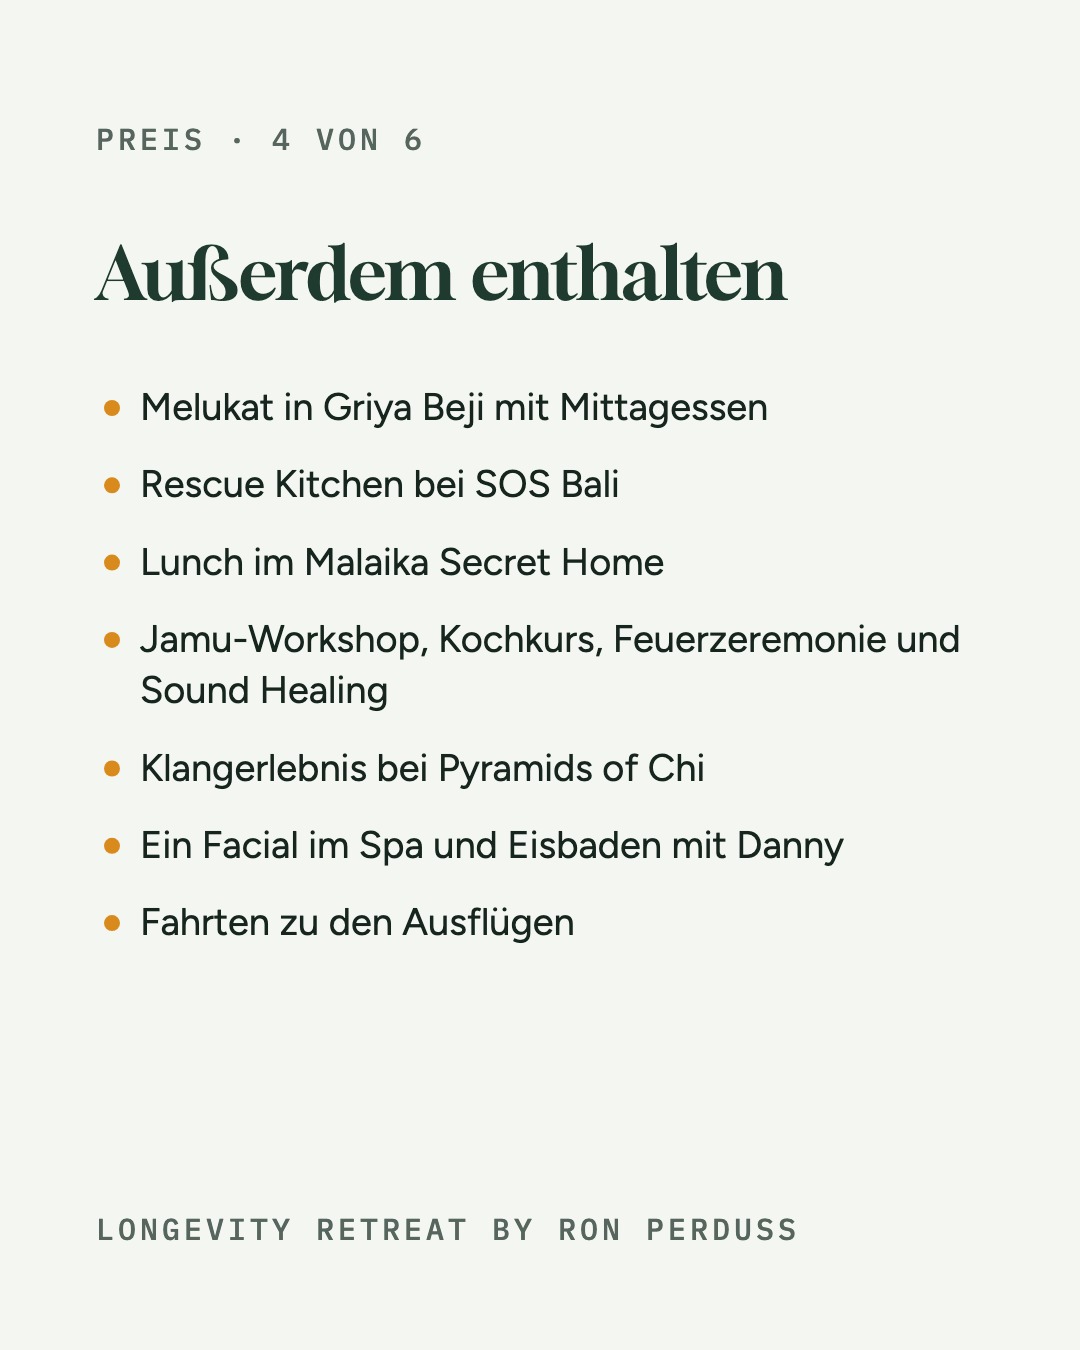 PREIS · 4 VON 6
Außerdem enthalten
Melukat in Griya Beji mit Mittagessen
Rescue Kitchen bei SOS Bali
Lunch im Malaika Secret Home
Jamu-Workshop, Kochkurs, Feuerzeremonie und
Sound Healing
Klangerlebnis bei Pyramids of Chi
Ein Facial im Spa und Eisbaden mit Danny
Fahrten zu den Ausflügen
LONGEVITY RETREAT BY RON PERDUSS